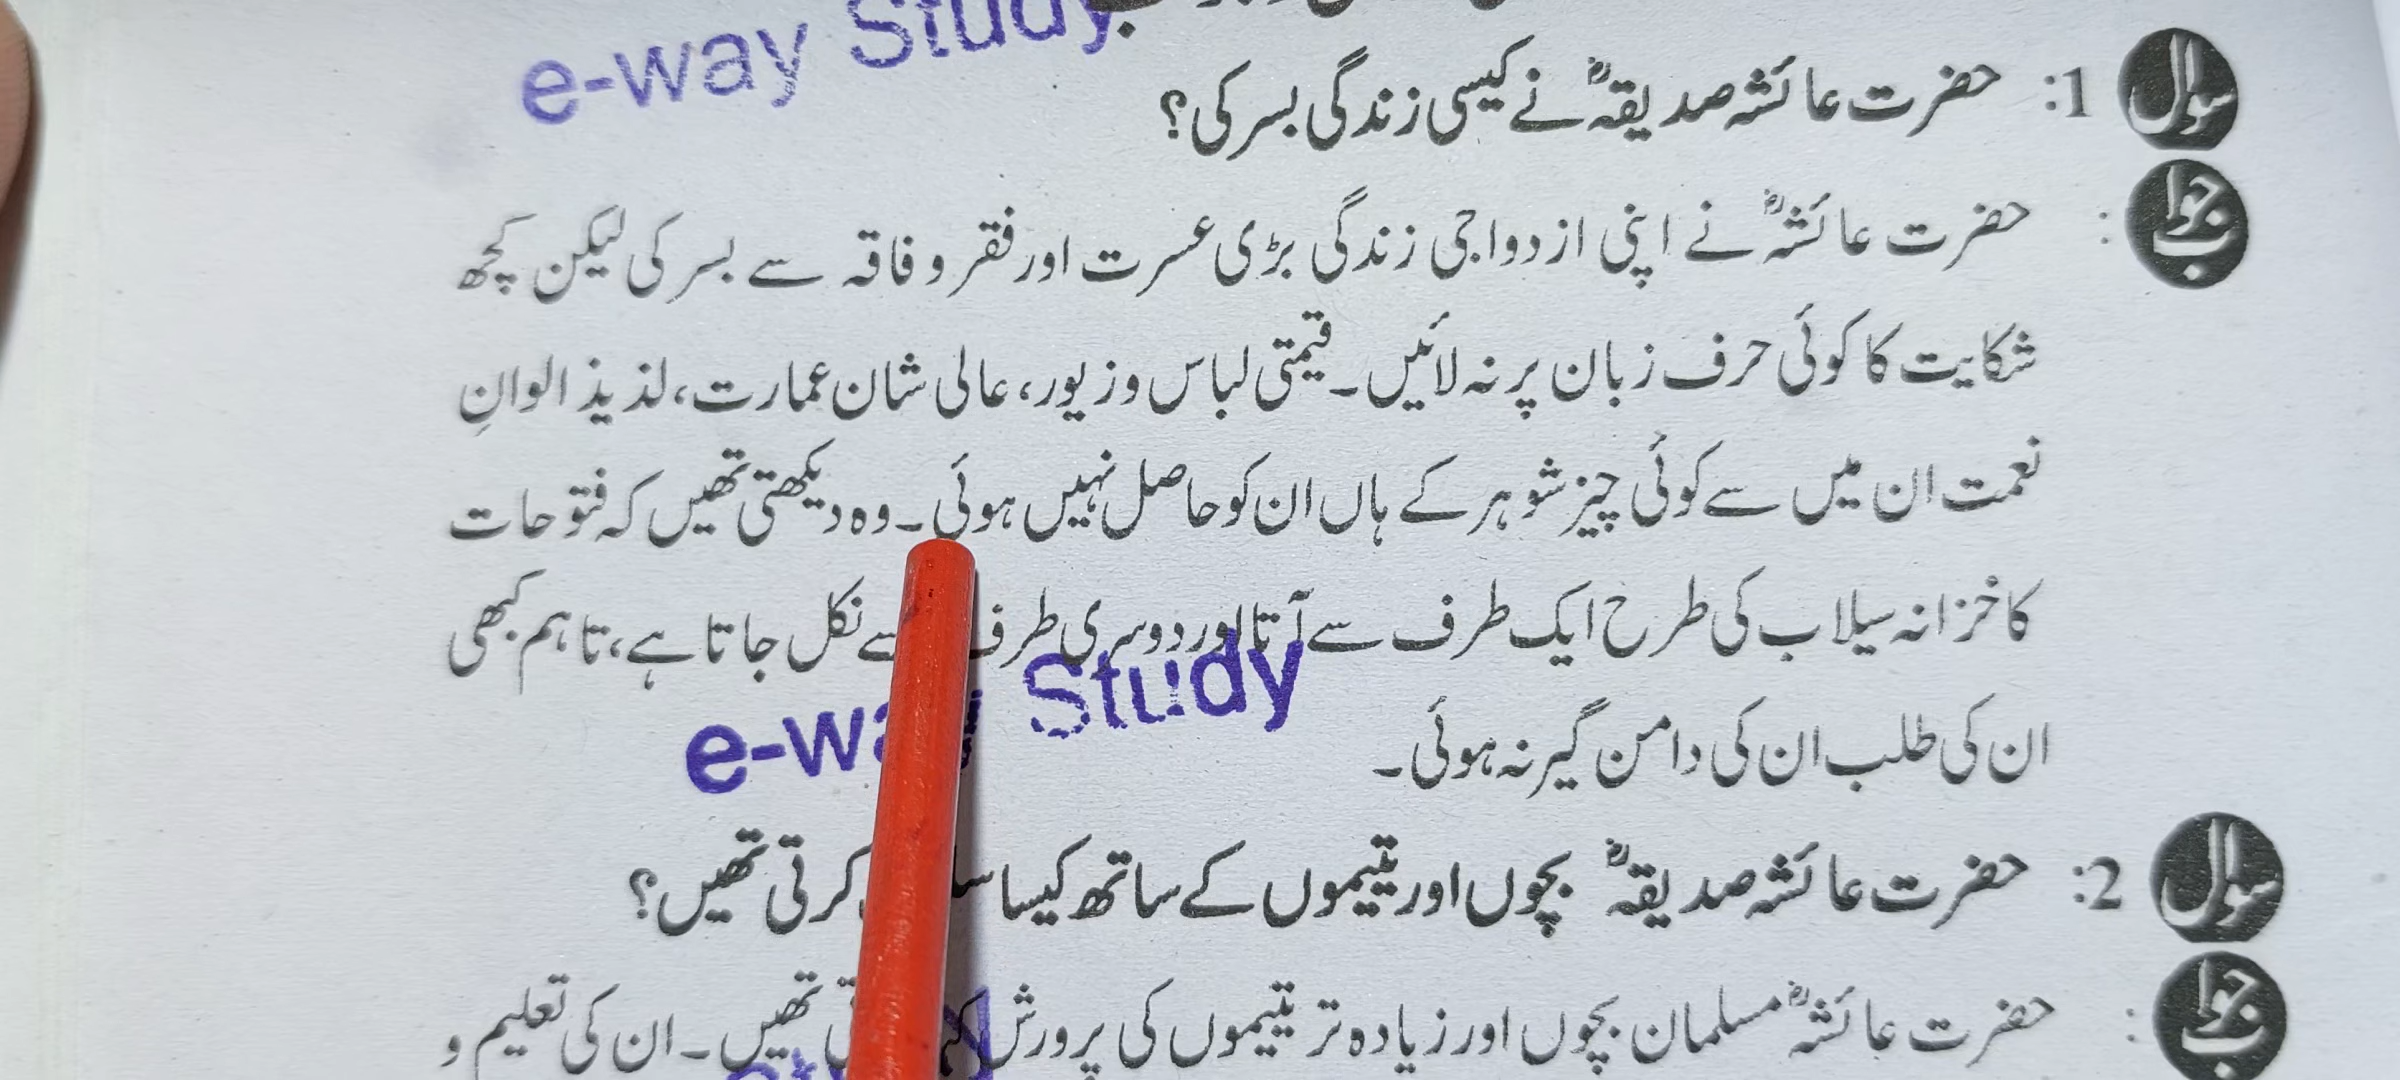 e-way Study
سوال 1: حضرت عائشہ صدیقہؓ نے کیسی زندگی بسر کی؟
جواب : حضرت عائشہؓ نے اپنی ازدواجی زندگی بڑی عسرت اور فقر و فاقہ سے بسر کی لیکن کچھ
شکایت کا کوئی حرف زبان پر نہ لائیں۔ قیمتی لباس و زیور، عالی شان عمارت، لذیذ الوانِ
نعمت ان میں سے کوئی چیز شوہر کے ہاں ان کو حاصل نہیں ہوئی۔ وہ دیکھتی تھیں کہ فتوحات
کا خزانہ سیلاب کی طرح ایک طرف سے آتا اور دوسری طرف سے نکل جاتا ہے، تاہم کبھی
ان کی طلب ان کی دامن گیر نہ ہوئی۔
Study
سوال 2: حضرت عائشہ صدیقہؓ بچوں اور یتیموں کے ساتھ کیسا کرتی تھیں؟
جواب : حضرت عائشہؓ مسلمان بچوں اور زیادہ تر یتیموں کی پرورش تھیں۔ ان کی تعلیم و